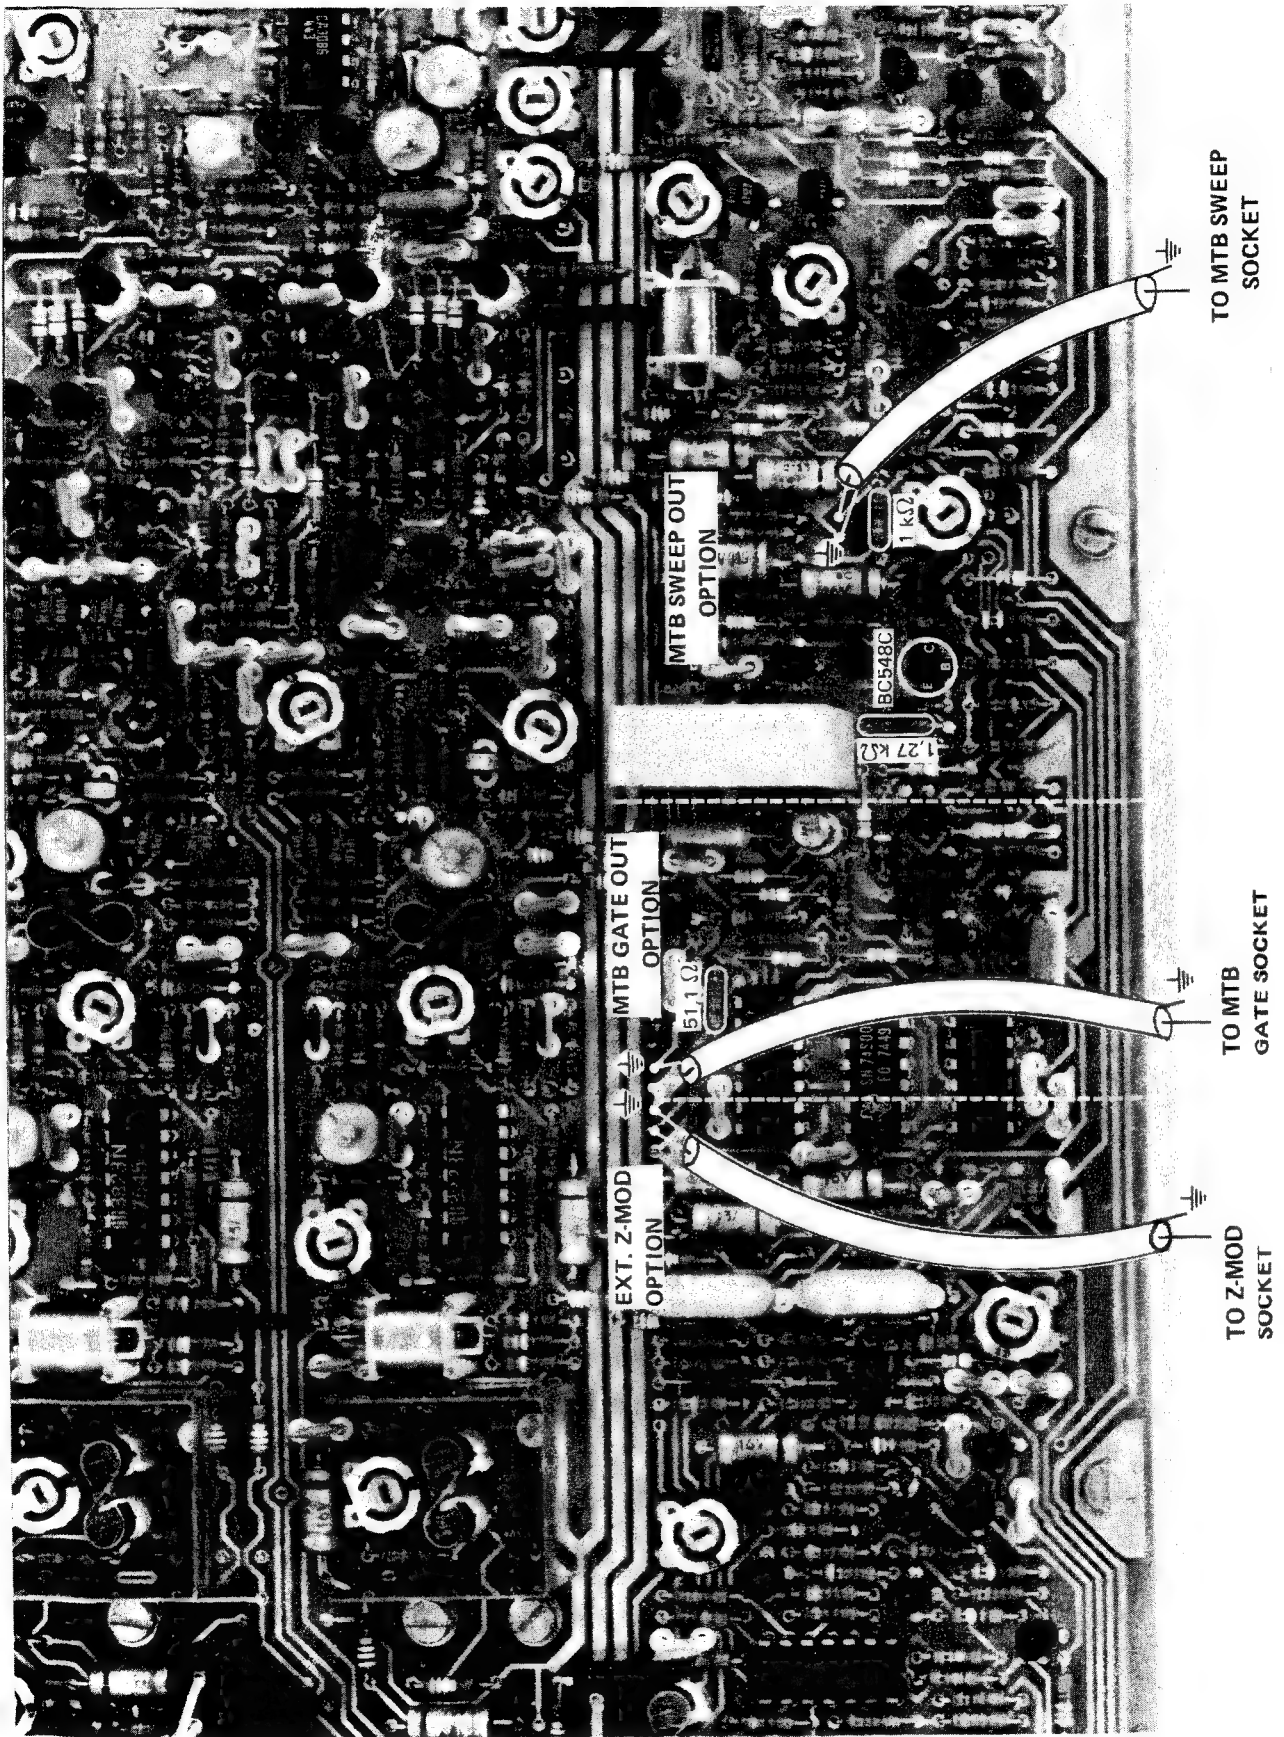 EXT. Z-MOD
OPTION
MTB GATE OUT
OPTION
MTB SWEEP OUT
OPTION
51,1 Ω
1,27 kΩ
BC548C
E
B
C
1 kΩ
TO Z-MOD
SOCKET
TO MTB
GATE SOCKET
TO MTB SWEEP
SOCKET